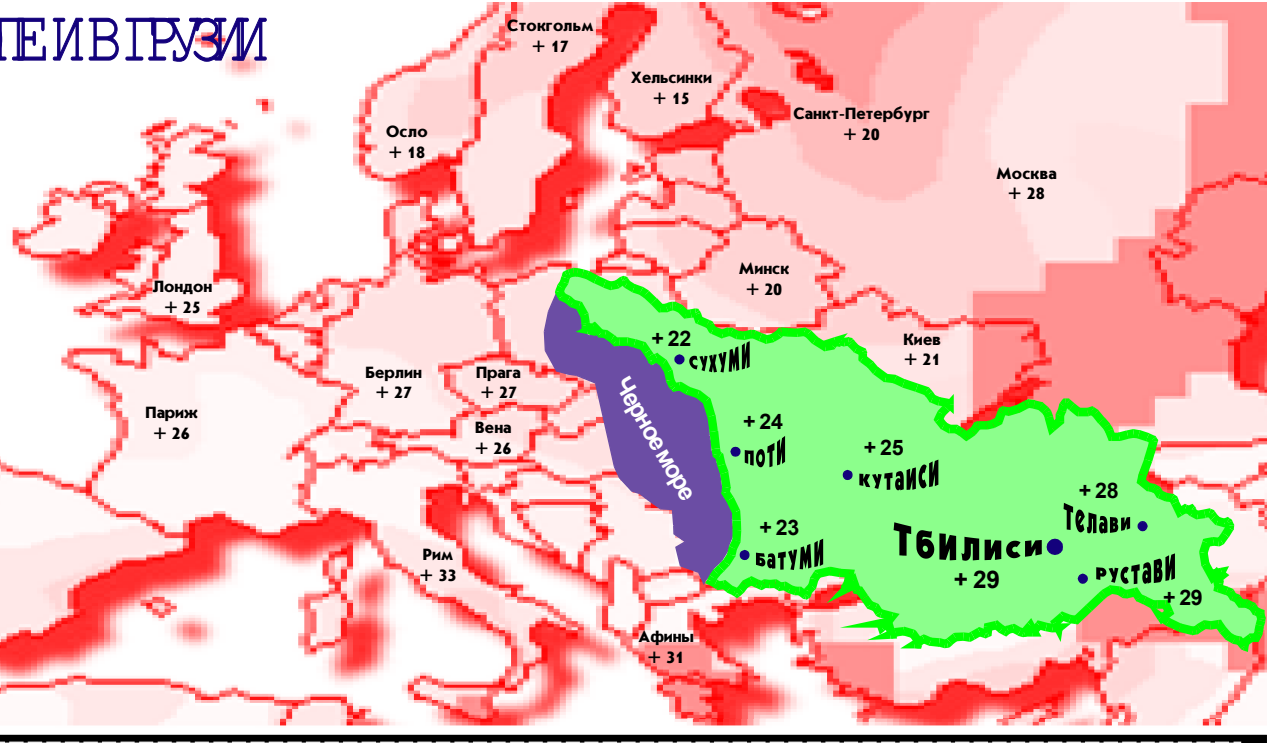 ПЕ И В ГРУЗИИ
Стокгольм
+ 17
Хельсинки
+ 15
Санкт-Петербург
+ 20
Осло
+ 18
Москва
+ 28
Минск
+ 20
Лондон
+ 25
+ 22
сухуми
Киев
+ 21
Берлин
+ 27
Прага
+ 27
Париж
+ 26
Вена
+ 26
Черное море
+ 24
поти
+ 25
кутаиси
+ 28
Телави
+ 23
батуми
Тбилиси
+ 29
рустави
+ 29
Рим
+ 33
Афины
+ 31